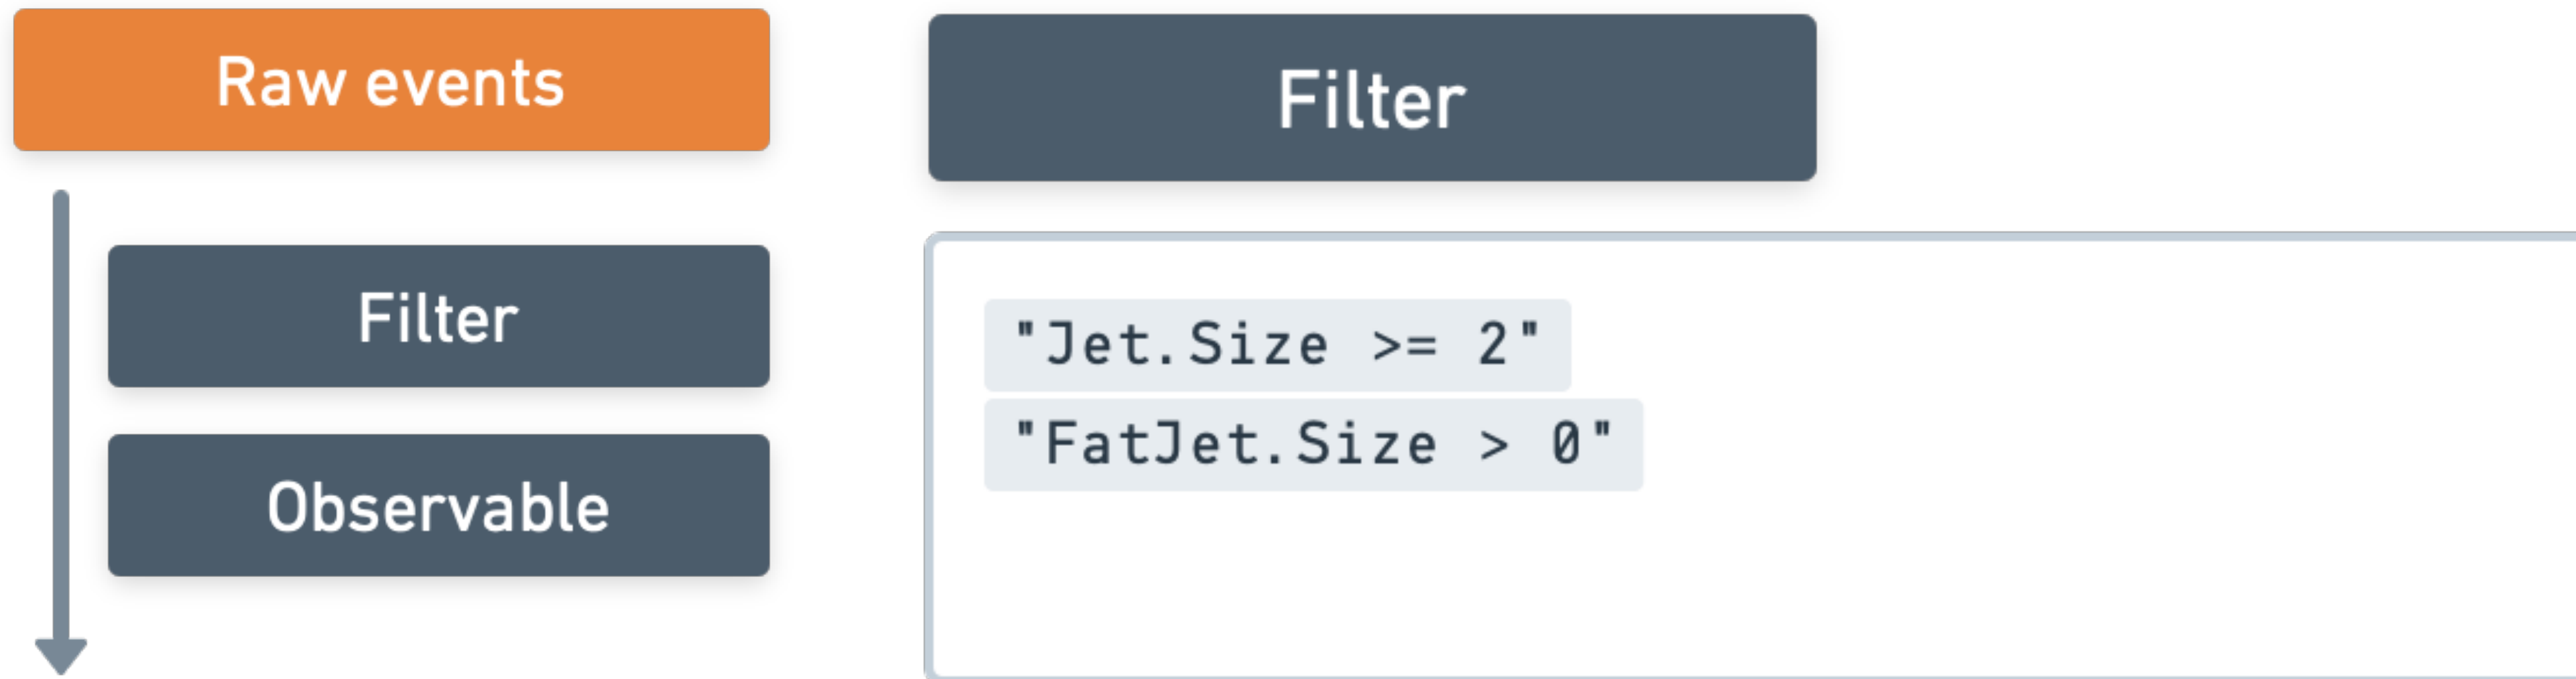 Raw events
Filter
Observable
Filter
"Jet.Size >= 2"
"FatJet.Size > 0"